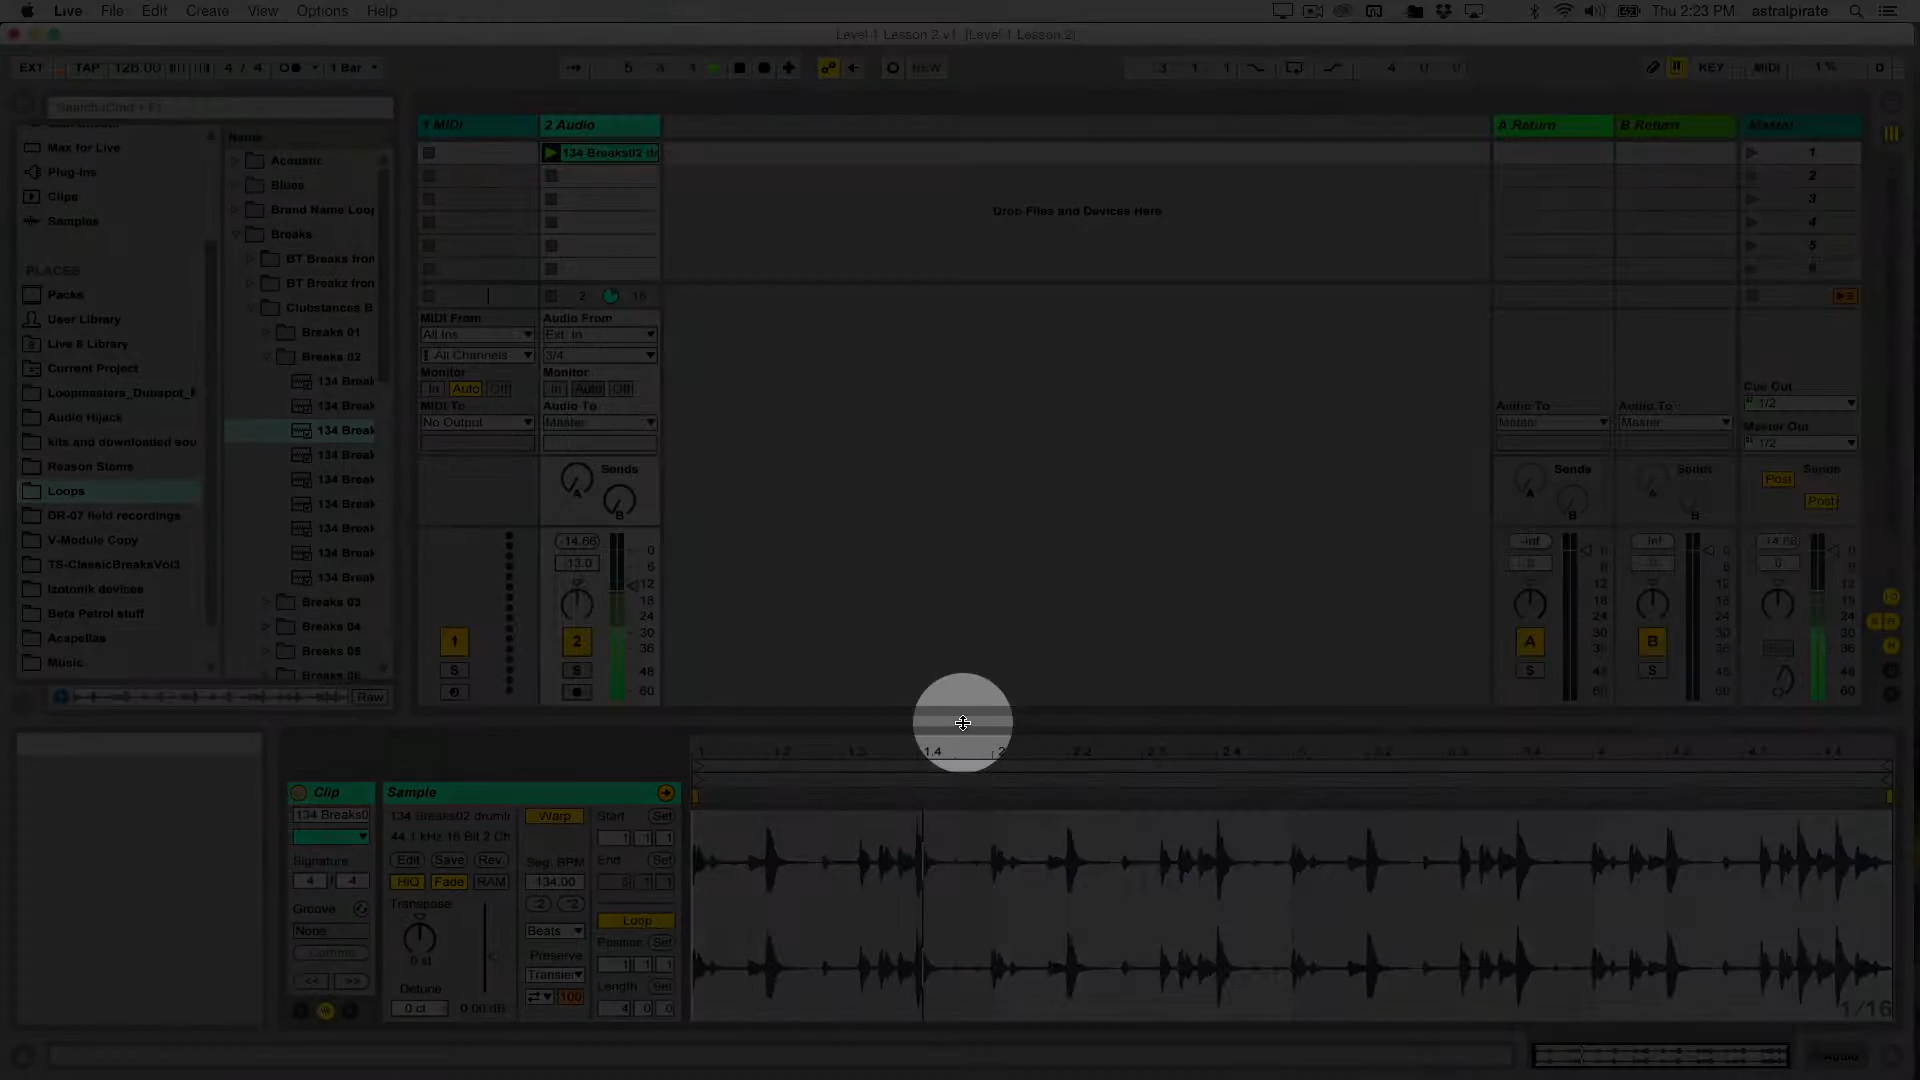 Live File Edit Create View Options Help
Thu 2:23 PM astralpirate
Level 1 Lesson 2 v1 [Level 1 Lesson 2]
EXT TAP 126.00 4 / 4 1 Bar
5 3 1 NEW
3 1 1 4 0 0 KEY MIDI 1 % D
Search (Cmd + F)
Max for Live
Plug-ins
Clips
Samples
PLACES
Packs
User Library
Live 8 Library
Current Project
Loopmasters_Dubspot_
Audio Hijack
kits and downloaded sou
Reason Stems
Loops
DR-07 field recordings
V-Module Copy
TS-ClassicBreaksVol3
Izotonik devices
Beta Petrol stuff
Acapellas
Music
Name
Acoustic
Blues
Brand Name Loop
Breaks
BT Breaks fron
BT Breakz fron
Clubstances B
Breaks 01
Breaks 02
134 Break
134 Break
134 Break
134 Break
134 Break
134 Break
134 Break
134 Break
134 Break
Breaks 03
Breaks 04
Breaks 05
Breaks 06
Raw
1 MIDI 2 Audio A Return B Return Master
134 Breaks02 dr
1
2
3
4
5
6
Drop Files and Devices Here
2 16
MIDI From Audio From
All Ins Ext. In
All Channels 3/4
Monitor Monitor
In Auto Off In Auto Off
MIDI To Audio To Audio To Audio To
No Output Master Master Master
Cue Out
1/2
Master Out
1/2
Sends Sends Sends Sends
A B A B A B Post Post
-14.66 -Inf -Inf -14.66
-13.0 0
0
6
12
18
24
30
36
48
60
1 2 A B
S S S S
Clip
134 Breaks0
Signature
4 / 4
Groove
None
Commit
<< >>
Sample
134 Breaks02 drumlr
44.1 kHz 16 Bit 2 Ch
Edit Save Rev.
HiQ Fade RAM
Transpose
0 st
Detune
0 ct 0.00 dB
Warp
Seg. BPM
134.00
:2 *2
Beats
Preserve
Transien
100
Start Set
1 1 1
End Set
Loop
Position Set
1 1 1
Length Set
4 0 0
1 1.2 1.3 1.4 2 2.2 2.3 2.4 3 3.3 3.4 4 4.3 4.4
1/16
Audio